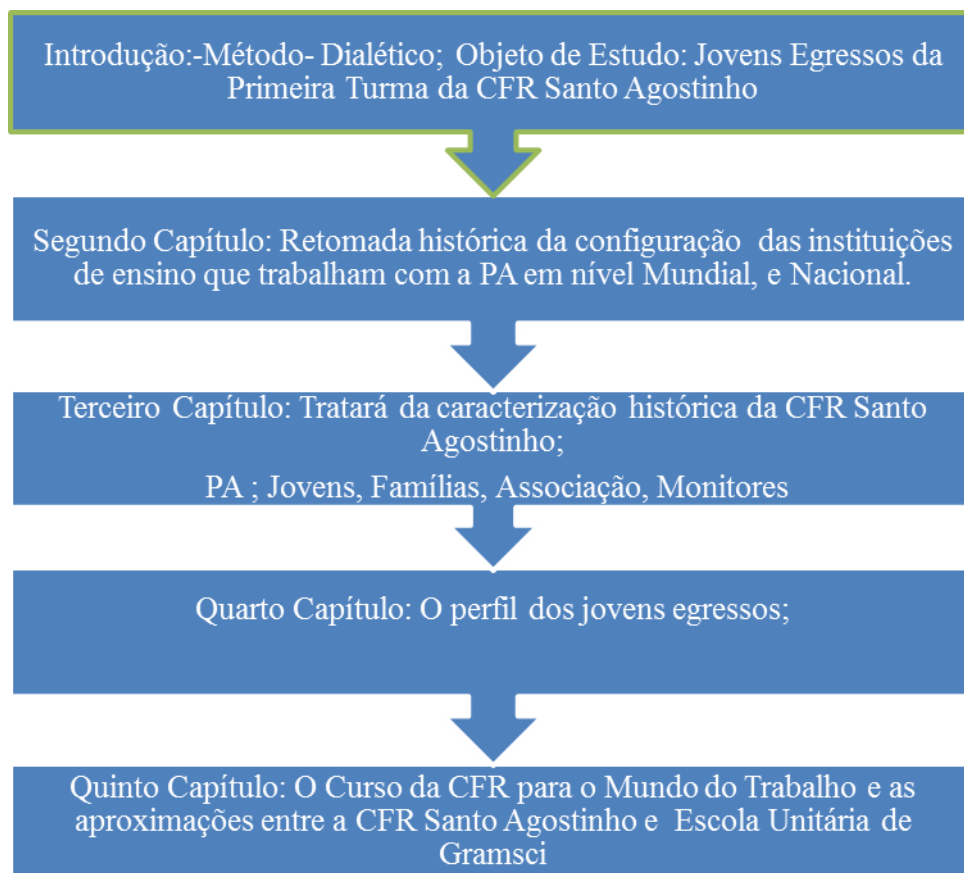 Introdução:-Método- Dialético; Objeto de Estudo: Jovens Egressos da
Primeira Turma da CFR Santo Agostinho
Segundo Capítulo: Retomada histórica da configuração das instituições
de ensino que trabalham com a PA em nível Mundial, e Nacional.
Terceiro Capítulo: Tratará da caracterização histórica da CFR Santo
Agostinho;
PA ; Jovens, Famílias, Associação, Monitores
Quarto Capítulo: O perfil dos jovens egressos;
Quinto Capítulo: O Curso da CFR para o Mundo do Trabalho e as
aproximações entre a CFR Santo Agostinho e Escola Unitária de
Gramsci